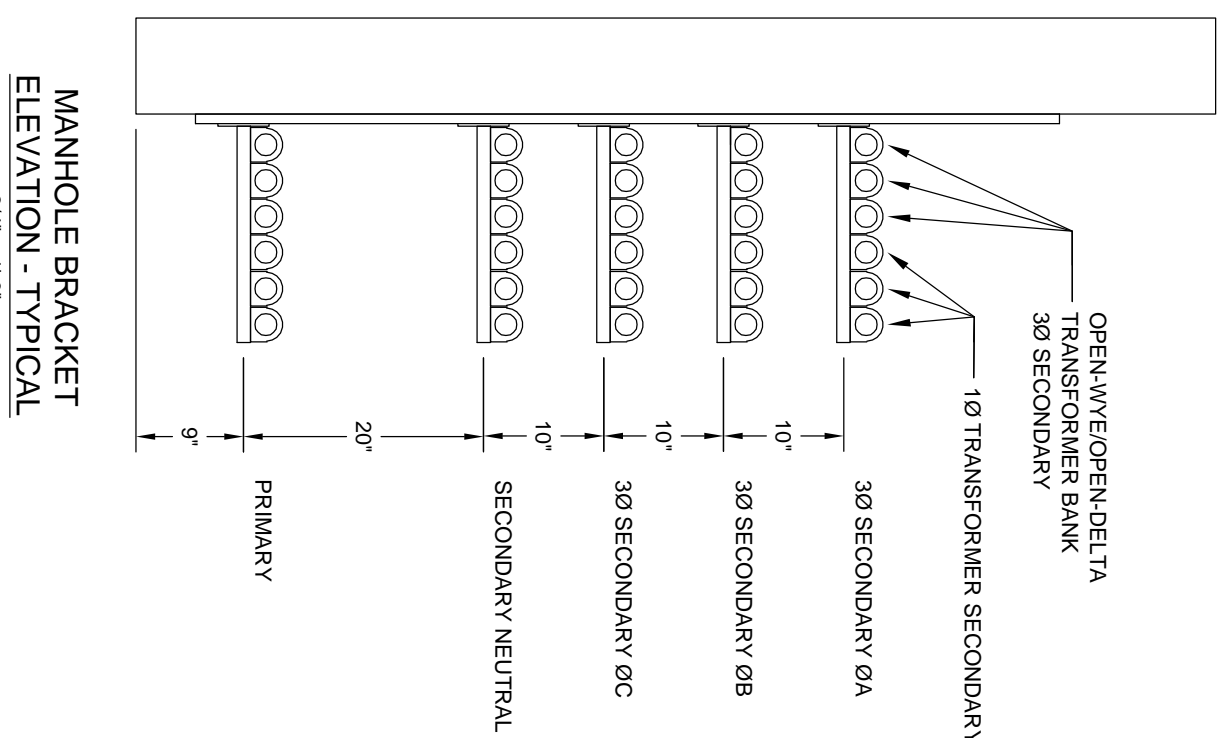 OPEN-WYE/OPEN-DELTA
TRANSFORMER BANK
3Ø SECONDARY
1Ø TRANSFORMER SECONDARY
3Ø SECONDARY ØA
10"
3Ø SECONDARY ØB
10"
3Ø SECONDARY ØC
10"
SECONDARY NEUTRAL
20"
PRIMARY
9"
MANHOLE BRACKET
ELEVATION - TYPICAL